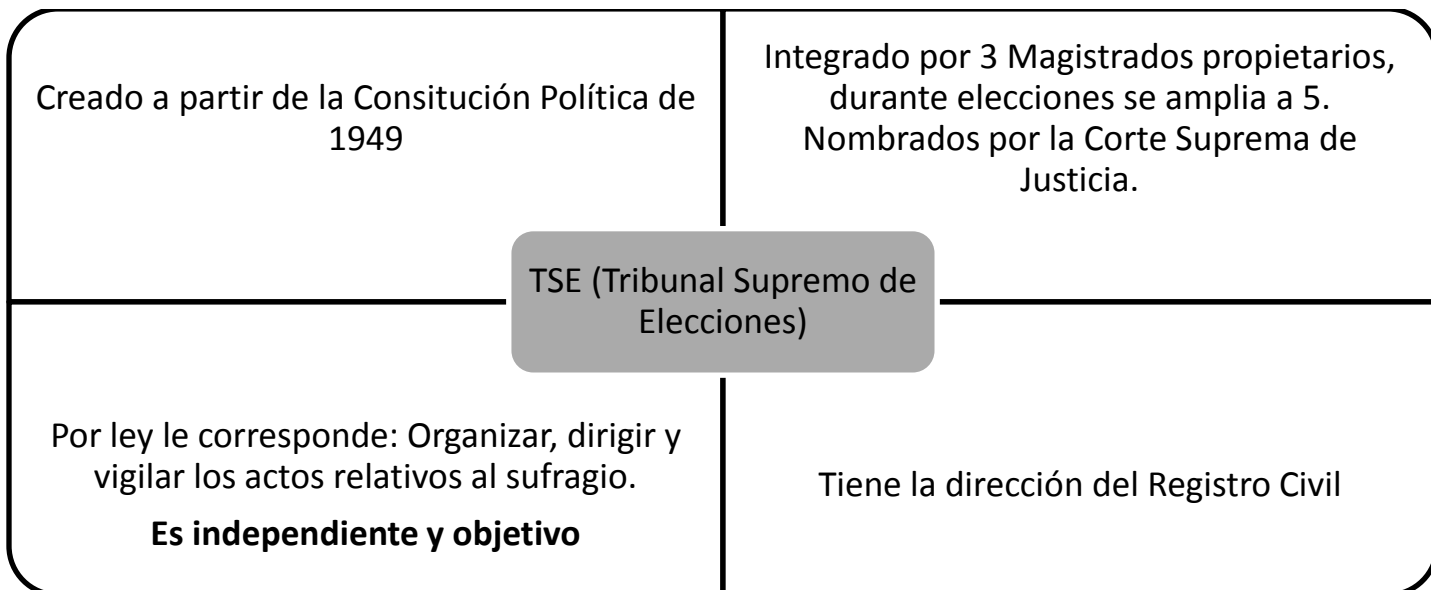 Creado a partir de la Consitución Política de
1949
Integrado por 3 Magistrados propietarios,
durante elecciones se amplia a 5.
Nombrados por la Corte Suprema de
Justicia.
TSE (Tribunal Supremo de
Elecciones)
Por ley le corresponde: Organizar, dirigir y
vigilar los actos relativos al sufragio.
Es independiente y objetivo
Tiene la dirección del Registro Civil